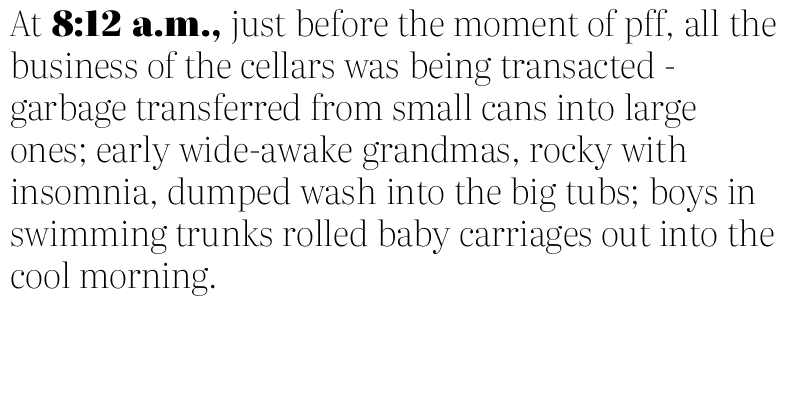 At 8:12 a.m., just before the moment of pff, all the
business of the cellars was being transacted -
garbage transferred from small cans into large
ones; early wide-awake grandmas, rocky with
insomnia, dumped wash into the big tubs; boys in
swimming trunks rolled baby carriages out into the
cool morning.